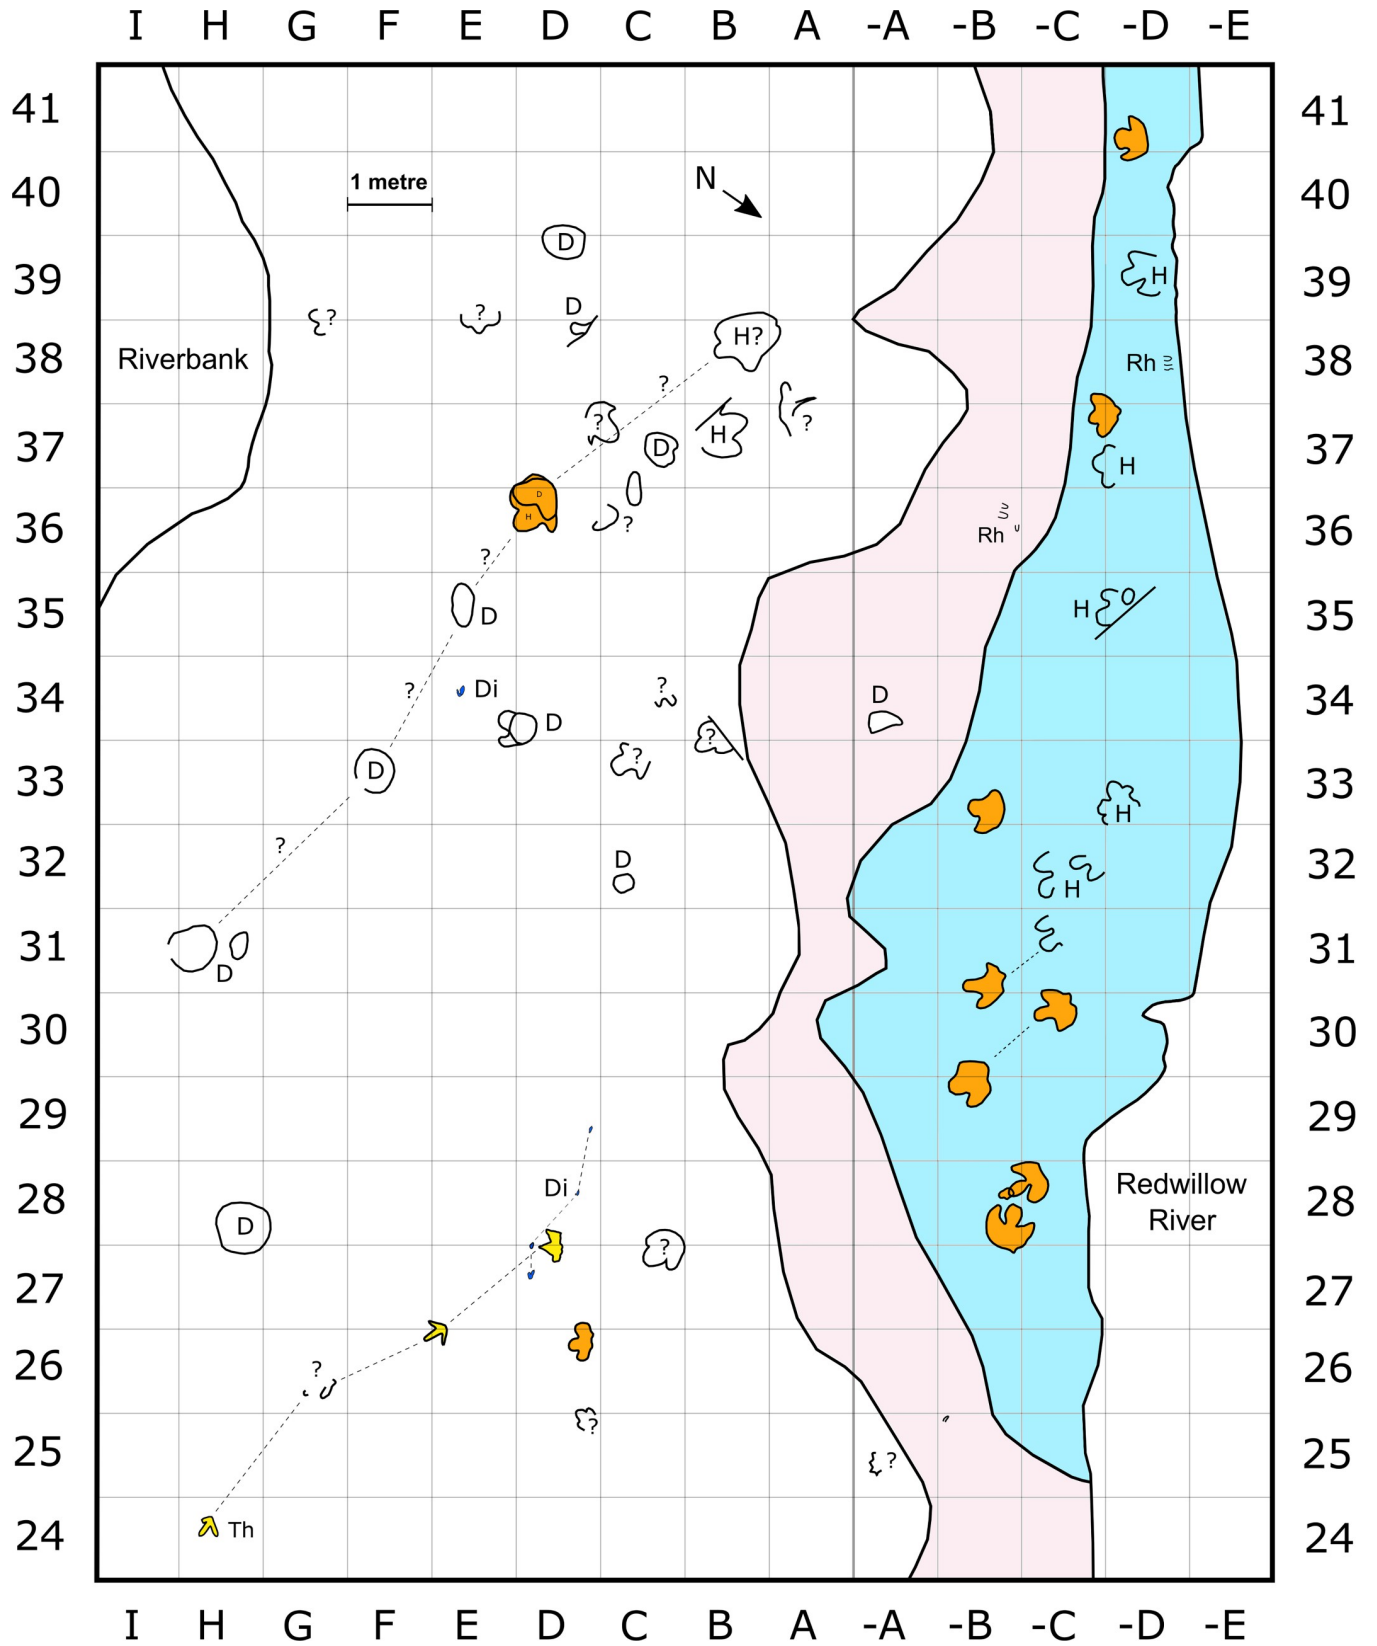 I H G F E D C B A -A -B -C -D -E
41 41
1 metre N
40 40
D
39 H 39
? ? D H?
Riverbank
38 Rh 38
?
? ?
D H
37 H 37
D
H ? Rh
36 36
?
D H
35 35
? Di ? D
34 D 34
?
D ?
33 H 33
?
D
32 H 32
31 D 31
30 30
29 29
Di Redwillow
River
28 D 28
?
27 27
?
26 26
?
25 ? 25
Th
24 24
I H G F E D C B A -A -B -C -D -E